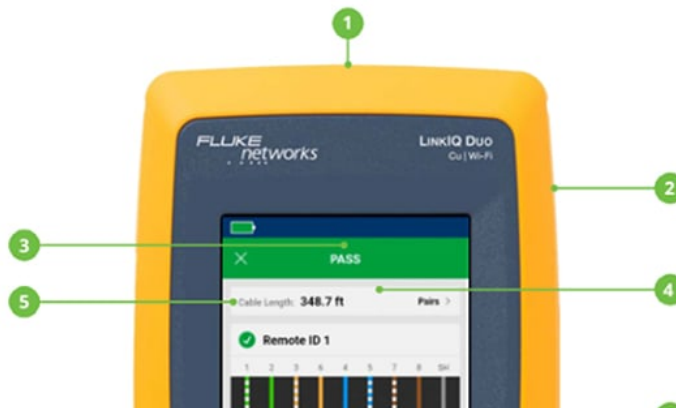 1
FLUKE
networks
LINKIQ DUO
Cu | Wi-Fi
2
3
PASS
4
5
Cable Length: 348.7 ft
Pairs >
Remote ID 1
1 2 3 6 4 5 7 8 SH